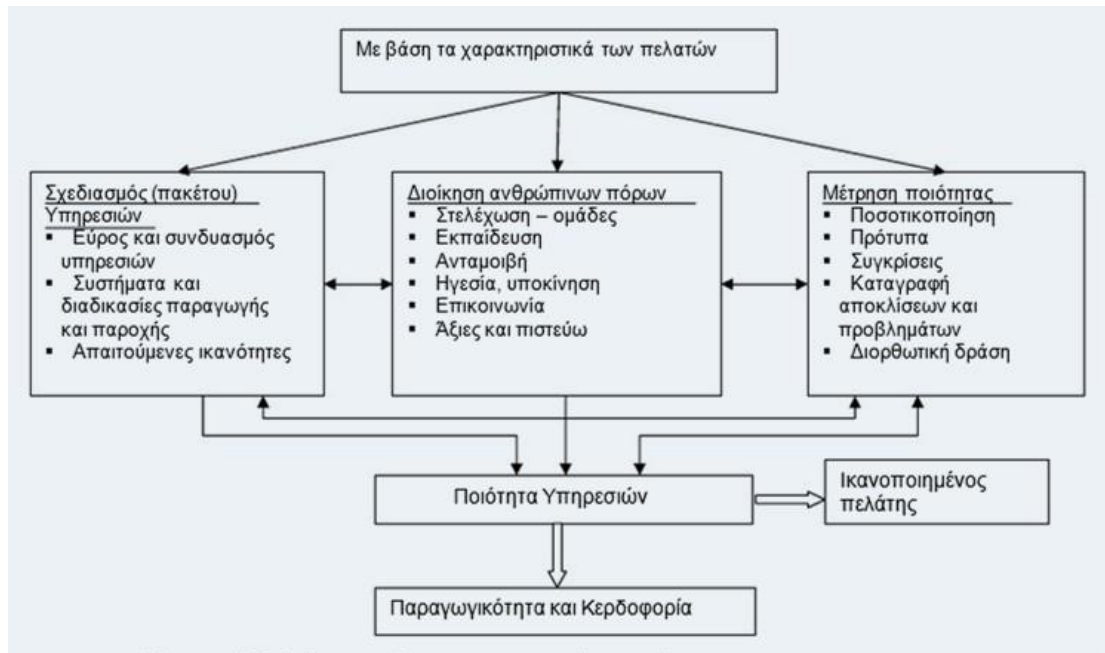 Με βάση τα χαρακτηριστικά των πελατών
Σχεδιασμός (πακέτου)
Υπηρεσιών
▪ Εύρος και συνδυασμός
υπηρεσιών
▪ Συστήματα και
διαδικασίες παραγωγής
και παροχής
▪ Απαιτούμενες ικανότητες
Διοίκηση ανθρώπινων πόρων
▪ Στελέχωση – ομάδες
▪ Εκπαίδευση
▪ Ανταμοιβή
▪ Ηγεσία, υποκίνηση
▪ Επικοινωνία
▪ Άξιες και πιστεύω
Μέτρηση ποιότητας
▪ Ποσοτικοποίηση
▪ Πρότυπα
▪ Συγκρίσεις
▪ Καταγραφή
αποκλίσεων και
προβλημάτων
▪ Διορθωτική δράση
Ποιότητα Υπηρεσιών
Ικανοποιημένος
πελάτης
Παραγωγικότητα και Κερδοφορία